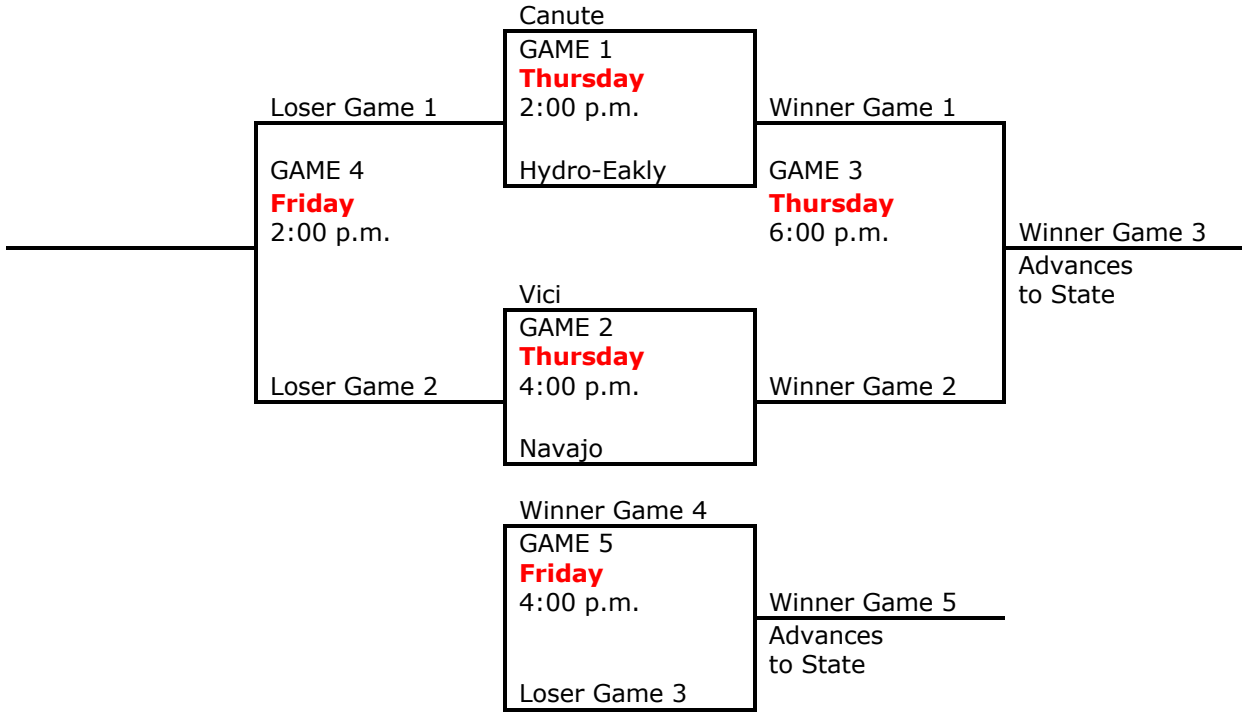 Canute
GAME 1
Thursday
2:00 p.m.
Hydro-Eakly
Loser Game 1
Winner Game 1
GAME 4
Friday
2:00 p.m.
GAME 3
Thursday
6:00 p.m.
Winner Game 3
Advances
to State
Vici
GAME 2
Thursday
4:00 p.m.
Navajo
Loser Game 2
Winner Game 2
Winner Game 4
GAME 5
Friday
4:00 p.m.
Loser Game 3
Winner Game 5
Advances
to State